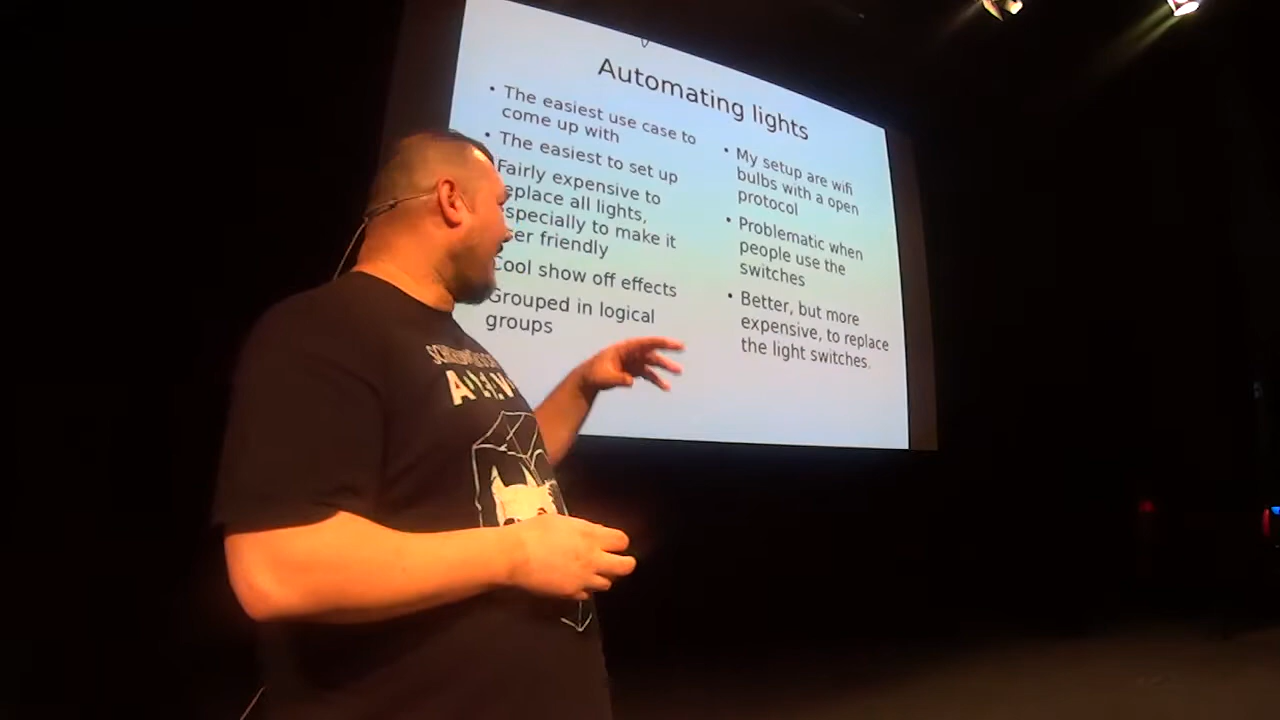 Automating lights
• The easiest use case to
come up with
• The easiest to set up
Fairly expensive to
eplace all lights,
specially to make it
er friendly
Cool show off effects
Grouped in logical
groups
• My setup are wifi
bulbs with a open
protocol
• Problematic when
people use the
switches
• Better, but more
expensive, to replace
the light switches.